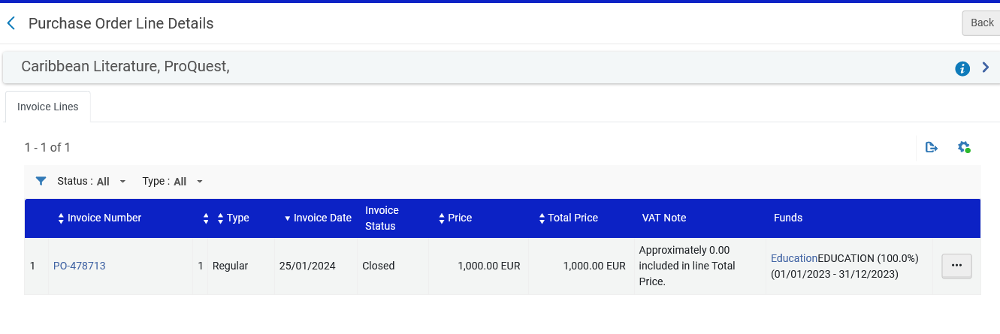 Purchase Order Line Details
Back
Caribbean Literature, ProQuest,
Invoice Lines
1 - 1 of 1
Status : All Type : All
Invoice Number Type Invoice Date Invoice Status Price Total Price VAT Note Funds
1 PO-478713 1 Regular 25/01/2024 Closed 1,000.00 EUR 1,000.00 EUR
Approximately 0.00
included in line Total
Price.
EducationEDUCATION (100.0%)
(01/01/2023 - 31/12/2023)